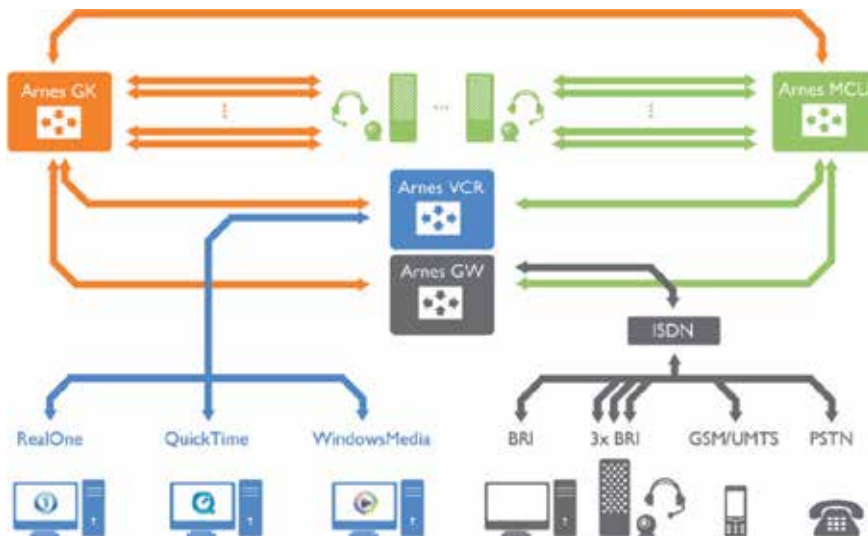 Arnes GK
Arnes MCU
Arnes VCR
Arnes GW
ISDN
RealOne
QuickTime
WindowsMedia
BRI
3x BRI
GSM/UMTS
PSTN